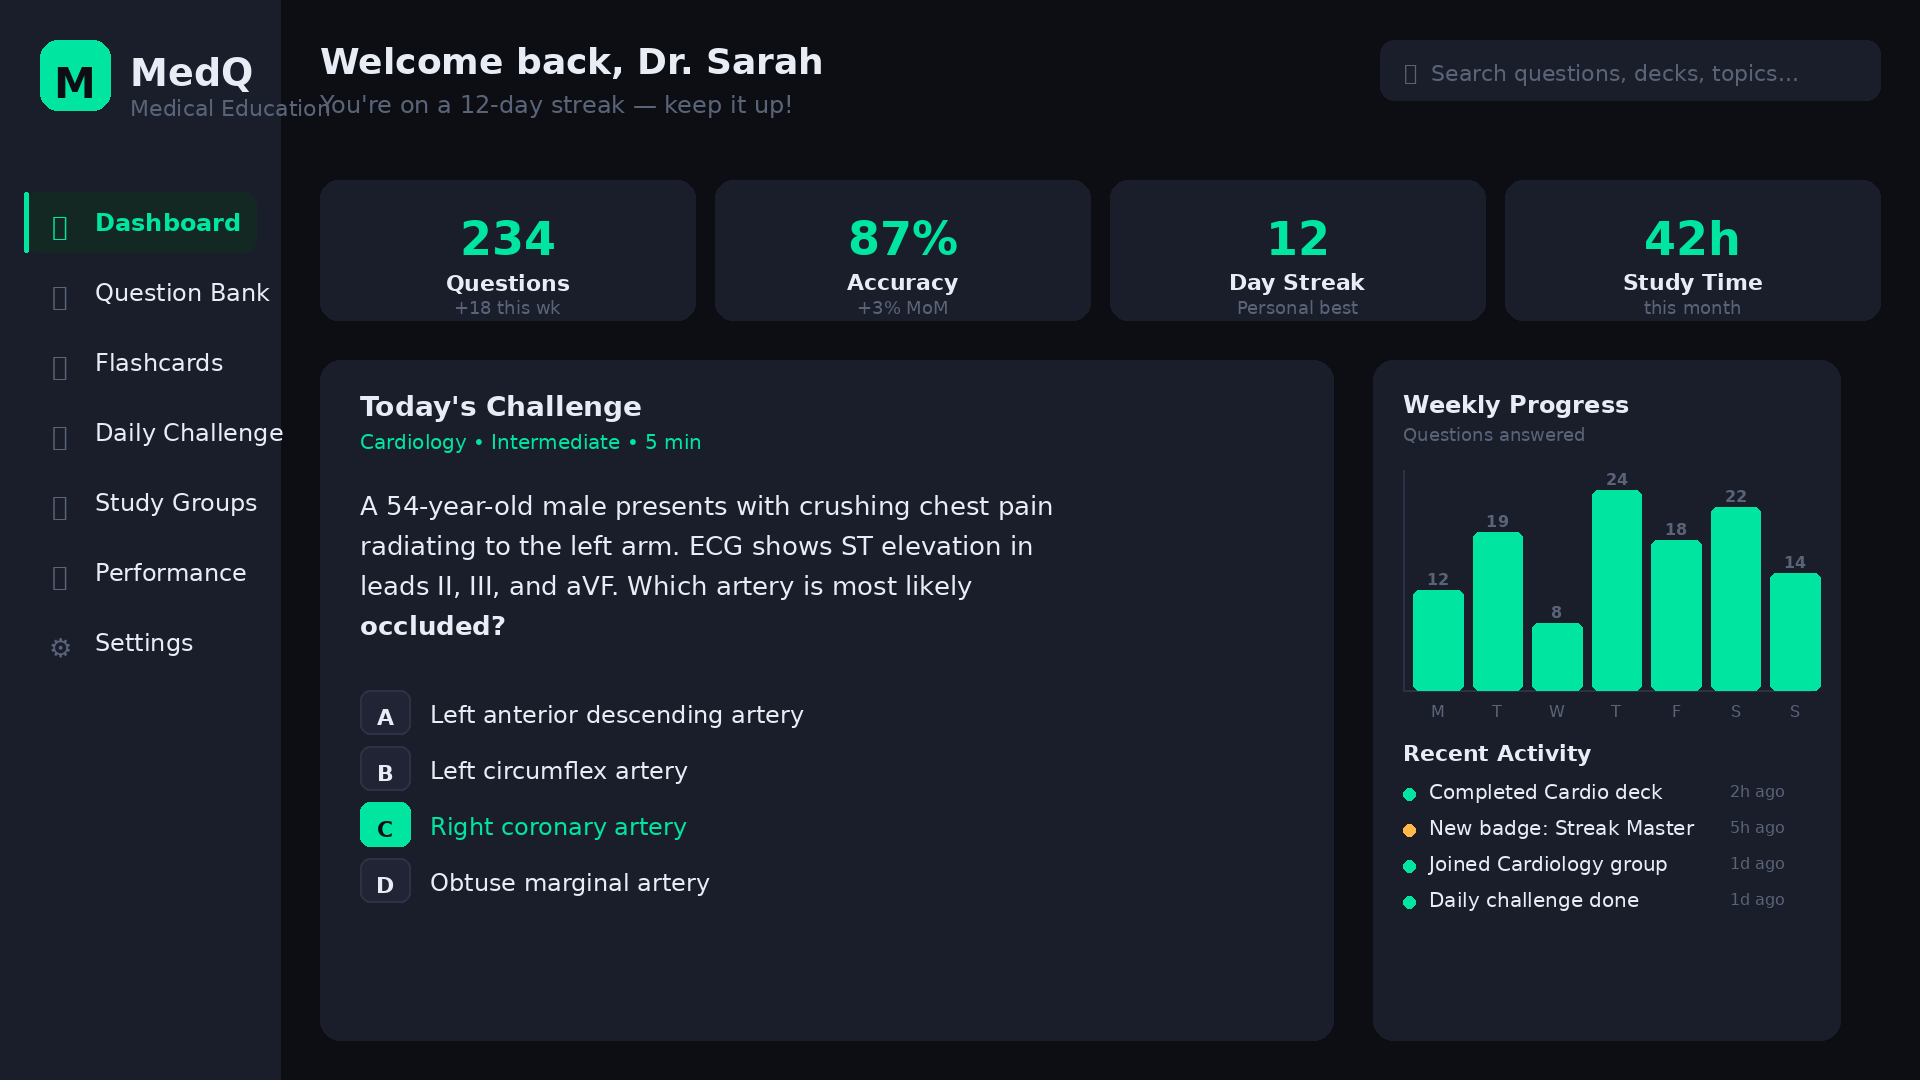 M
MedQ
Medical Education
Dashboard
Question Bank
Flashcards
Daily Challenge
Study Groups
Performance
Settings
Welcome back, Dr. Sarah
You're on a 12-day streak — keep it up!
Search questions, decks, topics...
234
Questions
+18 this wk
87%
Accuracy
+3% MoM
12
Day Streak
Personal best
42h
Study Time
this month
Today's Challenge
Cardiology • Intermediate • 5 min
A 54-year-old male presents with crushing chest pain
radiating to the left arm. ECG shows ST elevation in
leads II, III, and aVF. Which artery is most likely
occluded?
A Left anterior descending artery
B Left circumflex artery
C Right coronary artery
D Obtuse marginal artery
Weekly Progress
Questions answered
12 19 8 24 18 22 14
M T W T F S S
Recent Activity
Completed Cardio deck 2h ago
New badge: Streak Master 5h ago
Joined Cardiology group 1d ago
Daily challenge done 1d ago